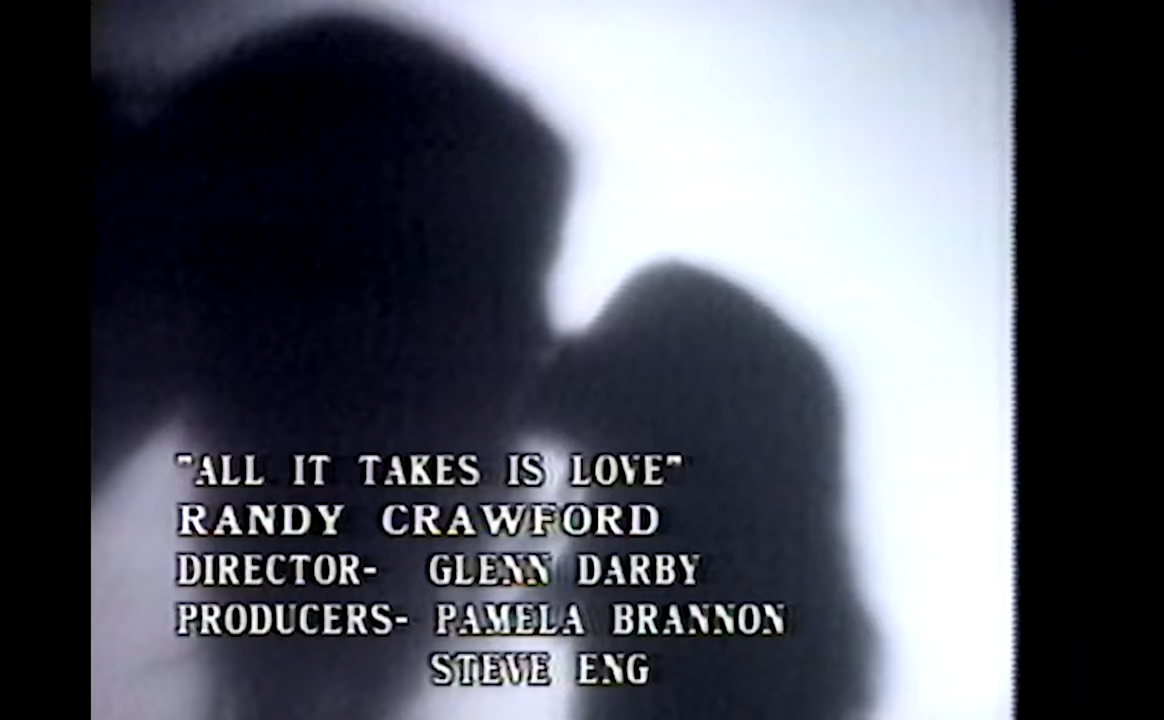 "ALL IT TAKES IS LOVE"
RANDY CRAWFORD
DIRECTOR- GLENN DARBY
PRODUCERS- PAMELA BRANNON
STEVE ENG